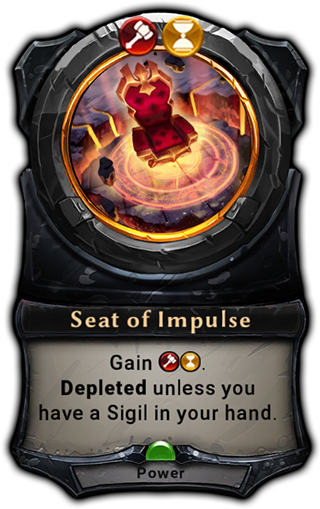 Seat of Impulse
Gain .
Depleted unless you
have a Sigil in your hand.
Power